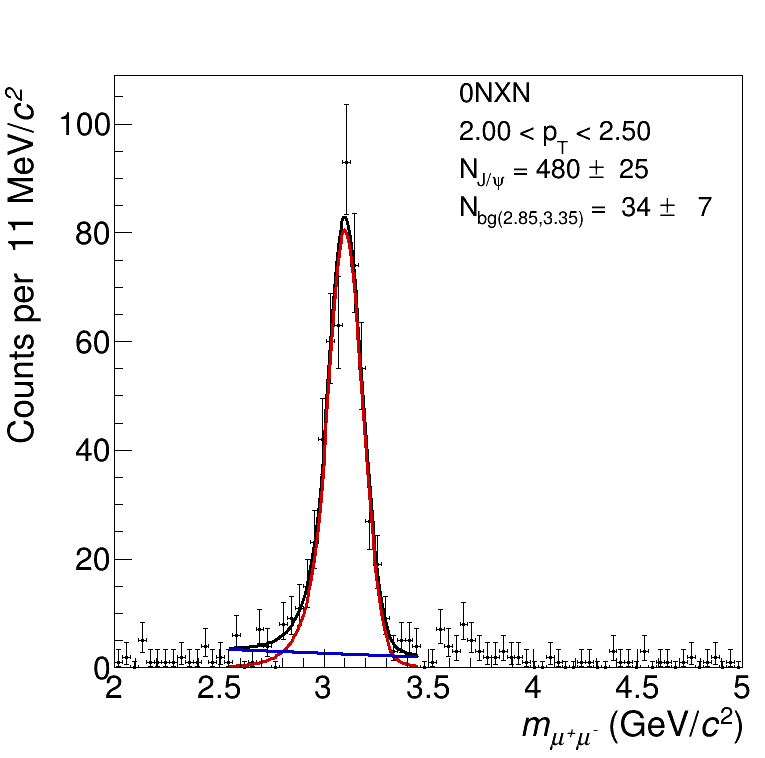 0NXN
2.00 < p_T < 2.50
N_J/ψ = 480 ± 25
N_bg(2.85,3.35) = 34 ± 7
Counts per 11 MeV/c²
100
80
60
40
20
0
2 2.5 3 3.5 4 4.5 5
m_μ⁺μ⁻ (GeV/c²)